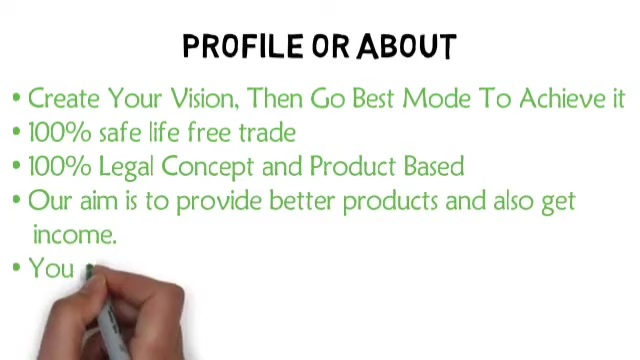 PROFILE OR ABOUT
• Create Your Vision, Then Go Best Mode To Achieve it
• 100% safe life free trade
• 100% Legal Concept and Product Based
• Our aim is to provide better products and also get
income.
• You